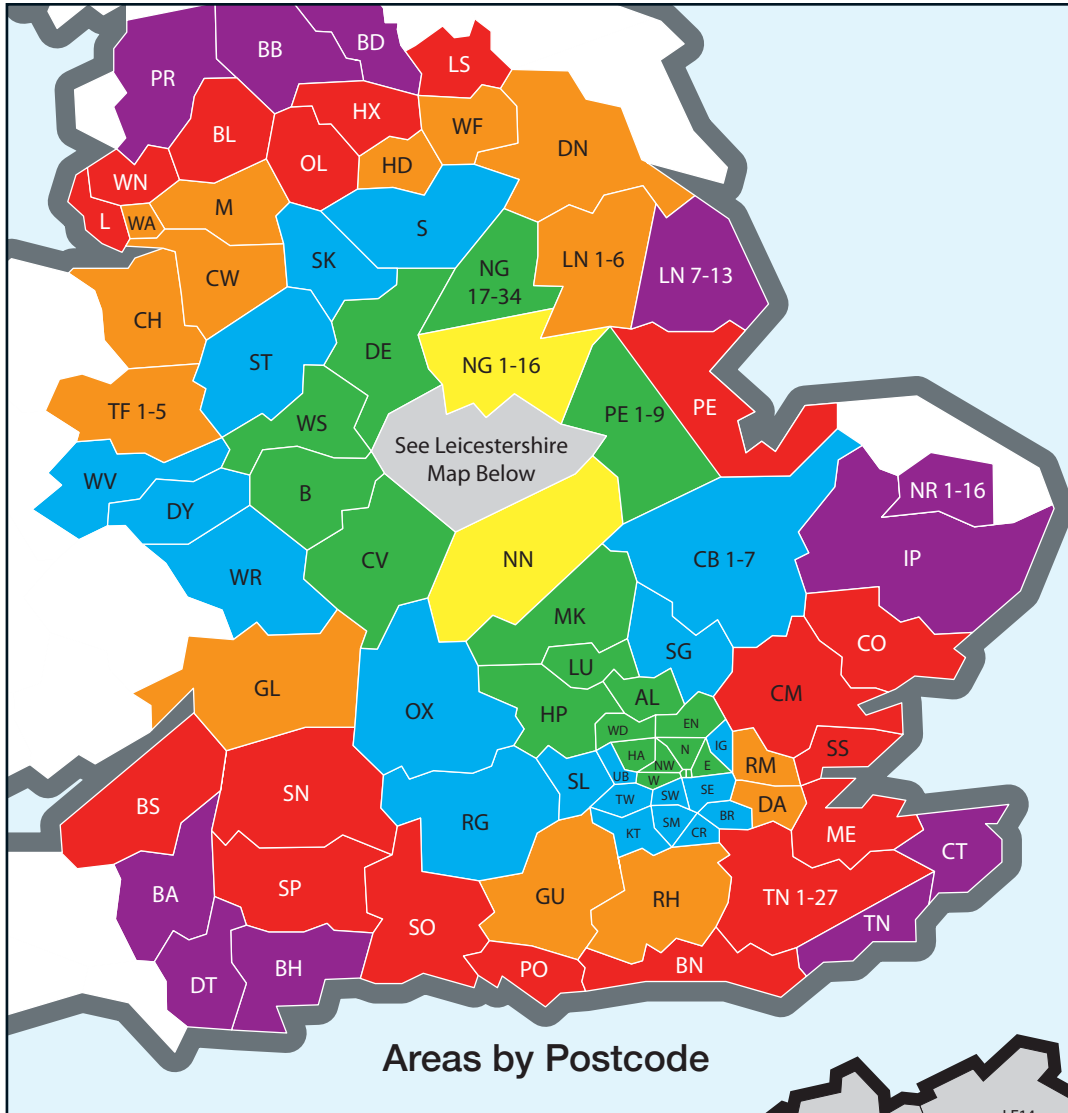 BD
BB
LS
PR
HX
BL
WF
DN
OL
HD
WN
M
L
WA
S
SK
CW
NG
17-34
LN 1-6
LN 7-13
CH
DE
ST
NG 1-16
TF 1-5
PE
WS
PE 1-9
See Leicestershire
Map Below
WV
B
DY
NR 1-16
CV
NN
CB 1-7
IP
WR
MK
CO
SG
LU
GL
AL
CM
OX
HP
EN
WD
SS
HA
N
IG
NW
E
RM
UB
W
SL
TW
SW
SE
DA
BS
SN
RG
KT
SM
CR
BR
ME
CT
BA
SP
GU
RH
TN 1-27
SO
TN
DT
BH
PO
BN
Areas by Postcode